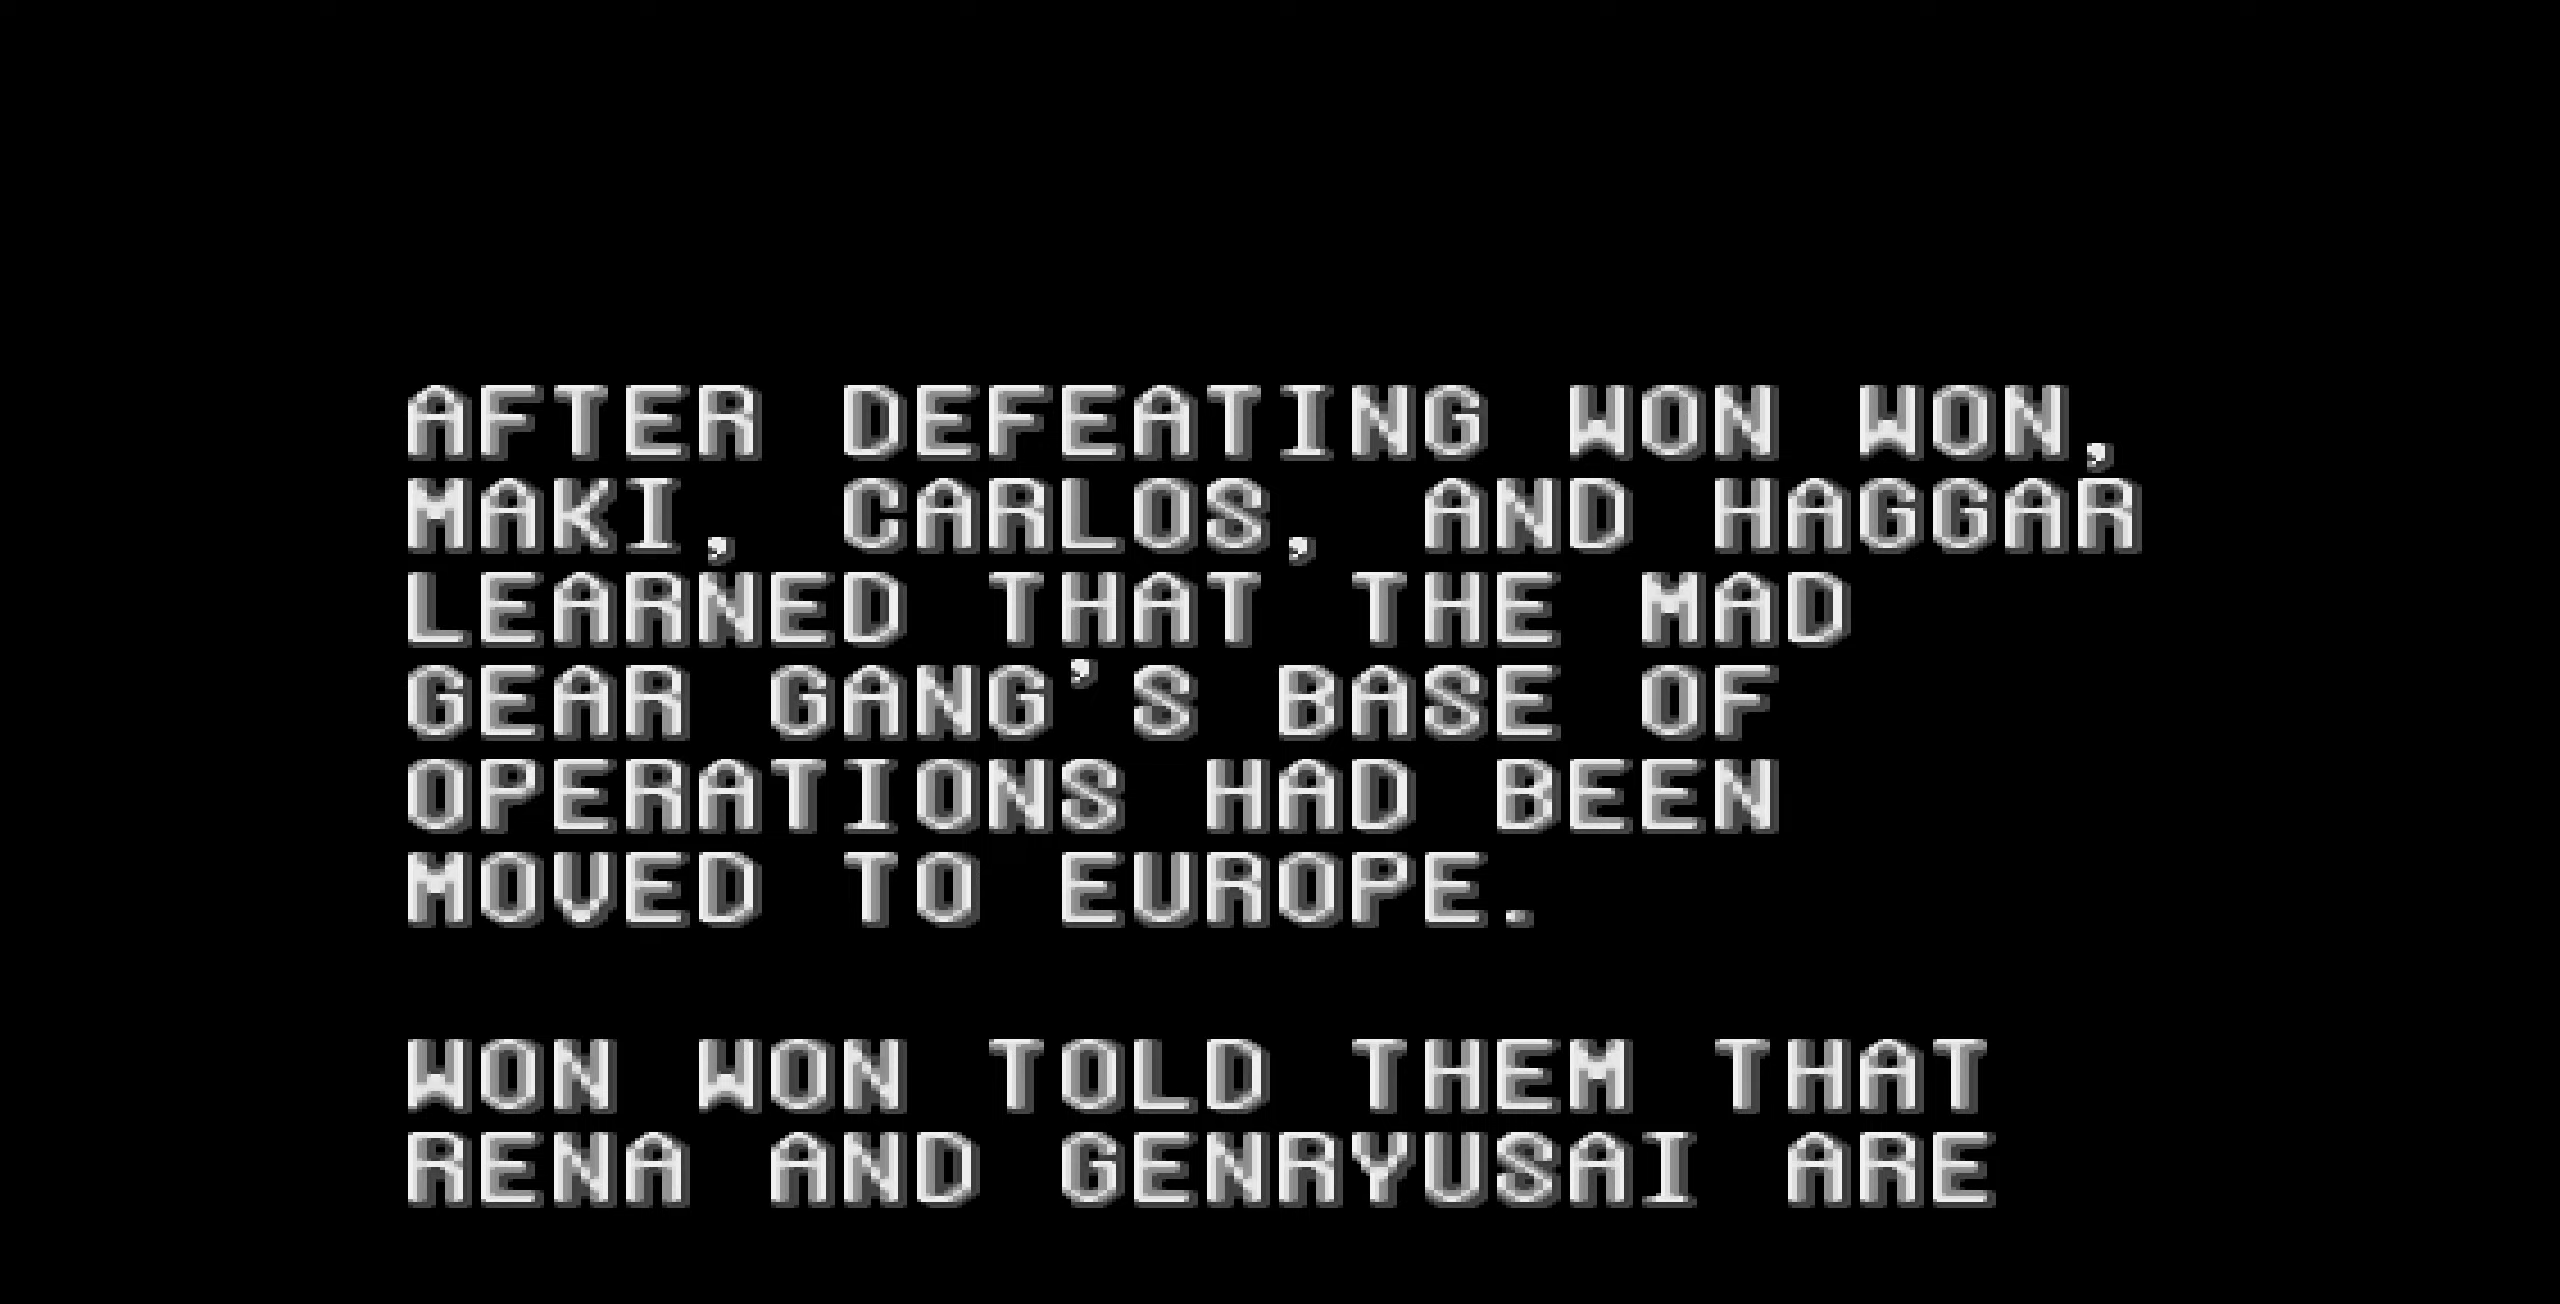 AFTER DEFEATING WON WON,
MAKI, CARLOS, AND HAGGAR
LEARNED THAT THE MAD
GEAR GANG'S BASE OF
OPERATIONS HAD BEEN
MOVED TO EUROPE.
WON WON TOLD THEM THAT
RENA AND GENRYUSAI ARE